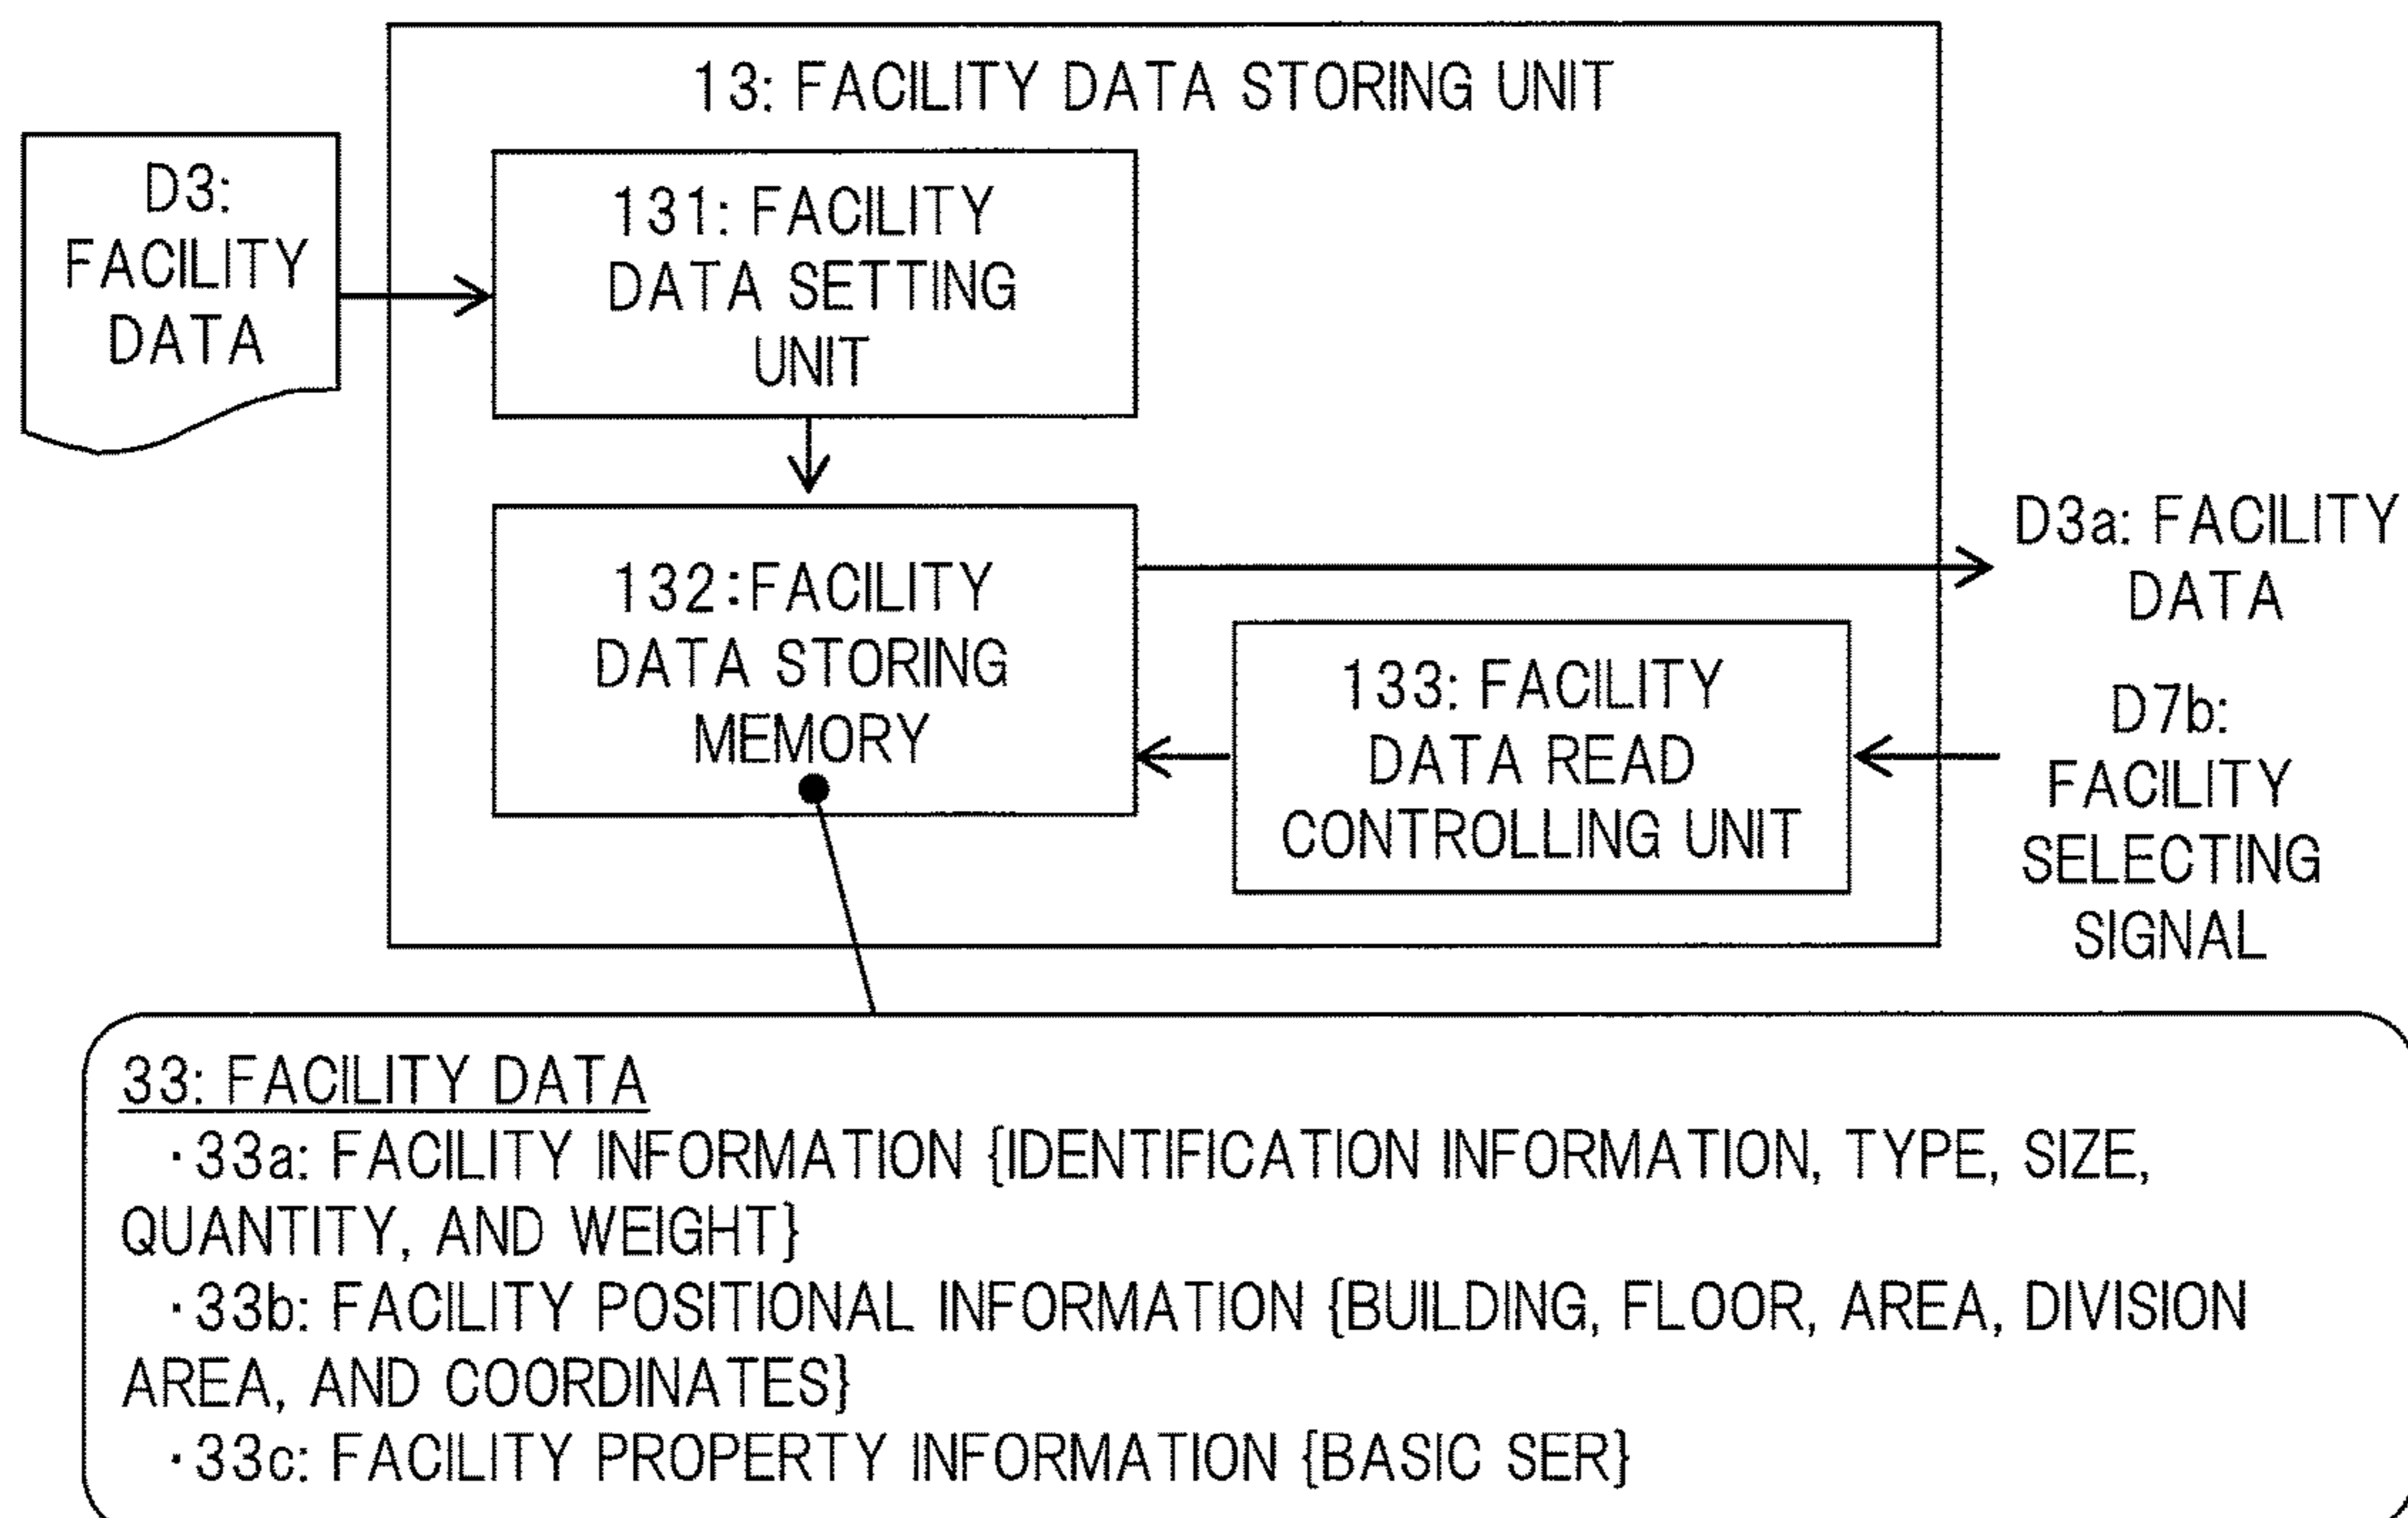 13: FACILITY DATA STORING UNIT
D3:
FACILITY
DATA
131: FACILITY
DATA SETTING
UNIT
132:FACILITY
DATA STORING
MEMORY
D3a: FACILITY
DATA
133: FACILITY
DATA READ
CONTROLLING UNIT
D7b:
FACILITY
SELECTING
SIGNAL
33: FACILITY DATA
·33a: FACILITY INFORMATION {IDENTIFICATION INFORMATION, TYPE, SIZE,
QUANTITY, AND WEIGHT}
·33b: FACILITY POSITIONAL INFORMATION {BUILDING, FLOOR, AREA, DIVISION
AREA, AND COORDINATES}
·33c: FACILITY PROPERTY INFORMATION {BASIC SER}